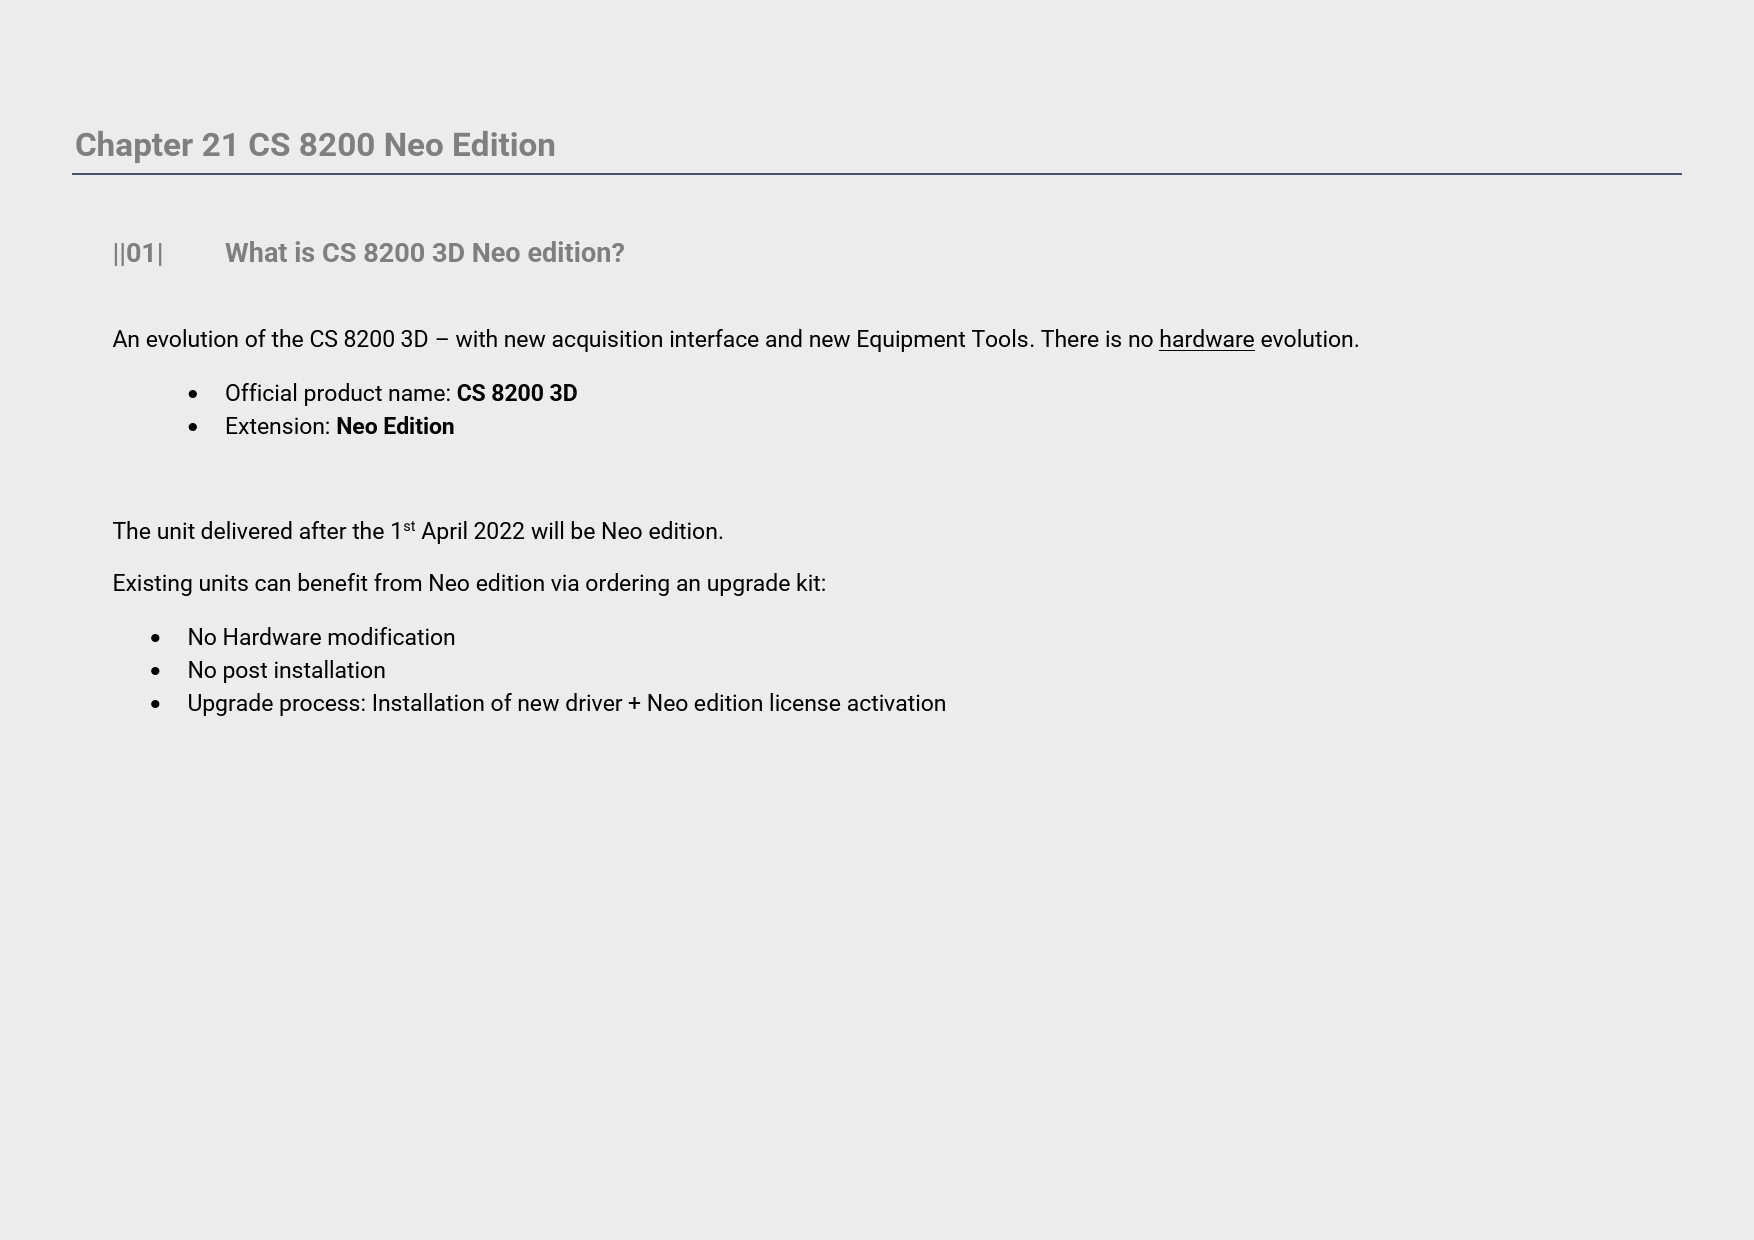 Chapter 21 CS 8200 Neo Edition
||01| What is CS 8200 3D Neo edition?
An evolution of the CS 8200 3D – with new acquisition interface and new Equipment Tools. There is no hardware evolution.
• Official product name: CS 8200 3D
• Extension: Neo Edition
The unit delivered after the 1st April 2022 will be Neo edition.
Existing units can benefit from Neo edition via ordering an upgrade kit:
• No Hardware modification
• No post installation
• Upgrade process: Installation of new driver + Neo edition license activation